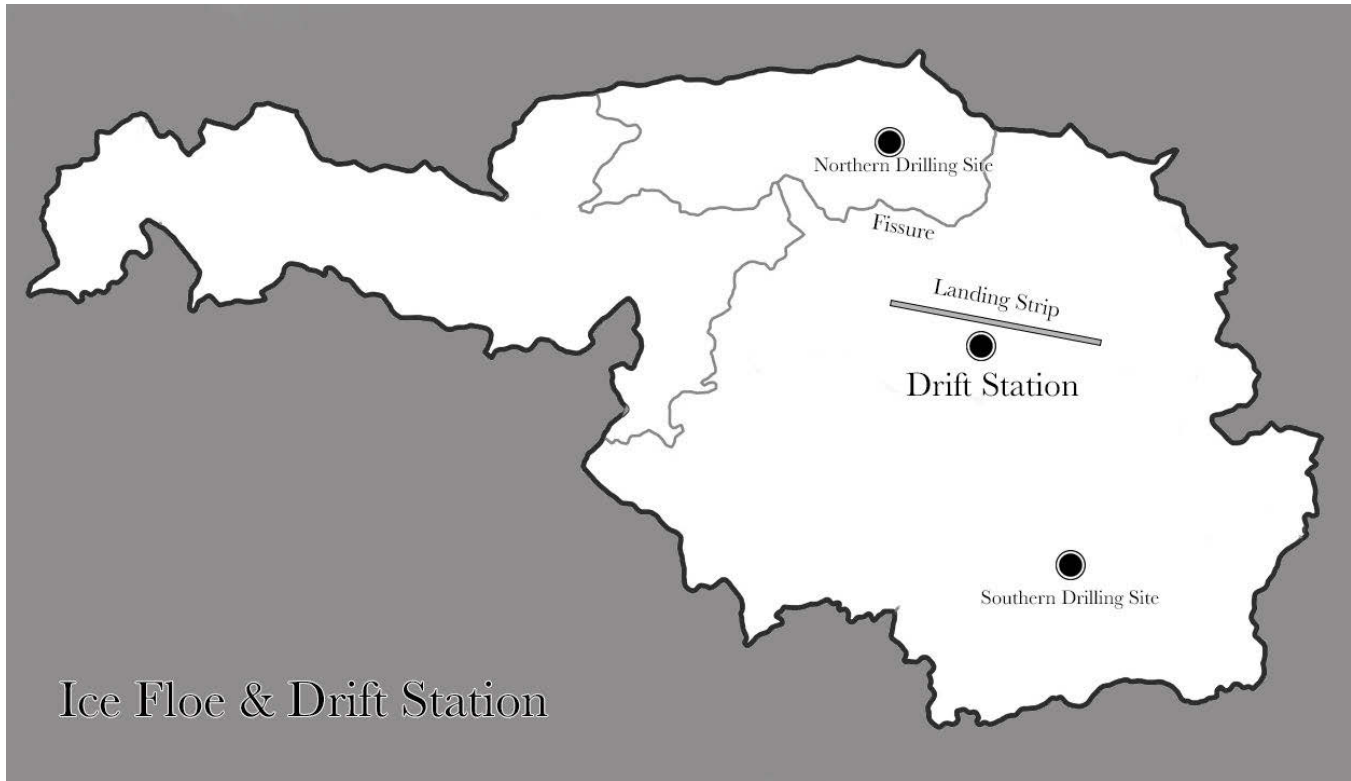 Northern Drilling Site
Fissure
Landing Strip
Drift Station
Southern Drilling Site
Ice Floe & Drift Station